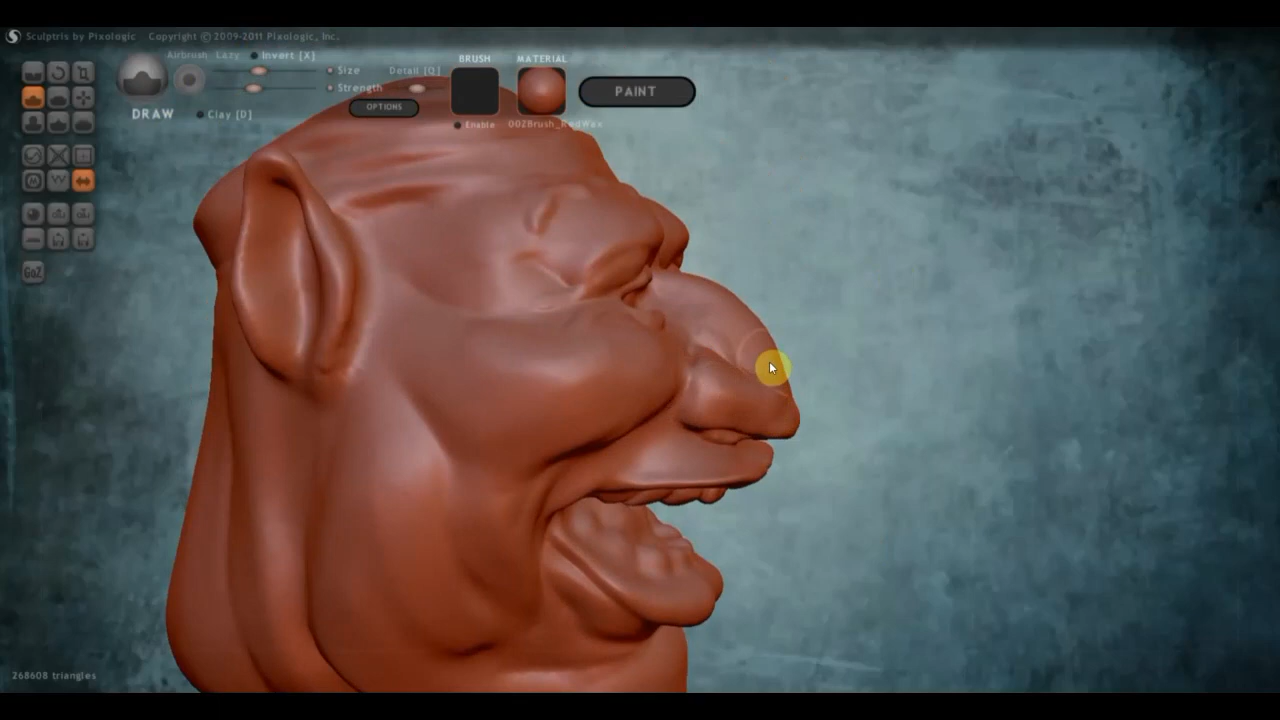 Sculptris by Pixologic Copyright © 2009-2011 Pixologic, Inc.
Airbrush Lazy Invert [X]
BRUSH
MATERIAL
Size
Detail [Q]
Strength
PAINT
OPTIONS
DRAW
Clay [D]
Enable
00ZBrush_RedWax
GoZ
268608 triangles